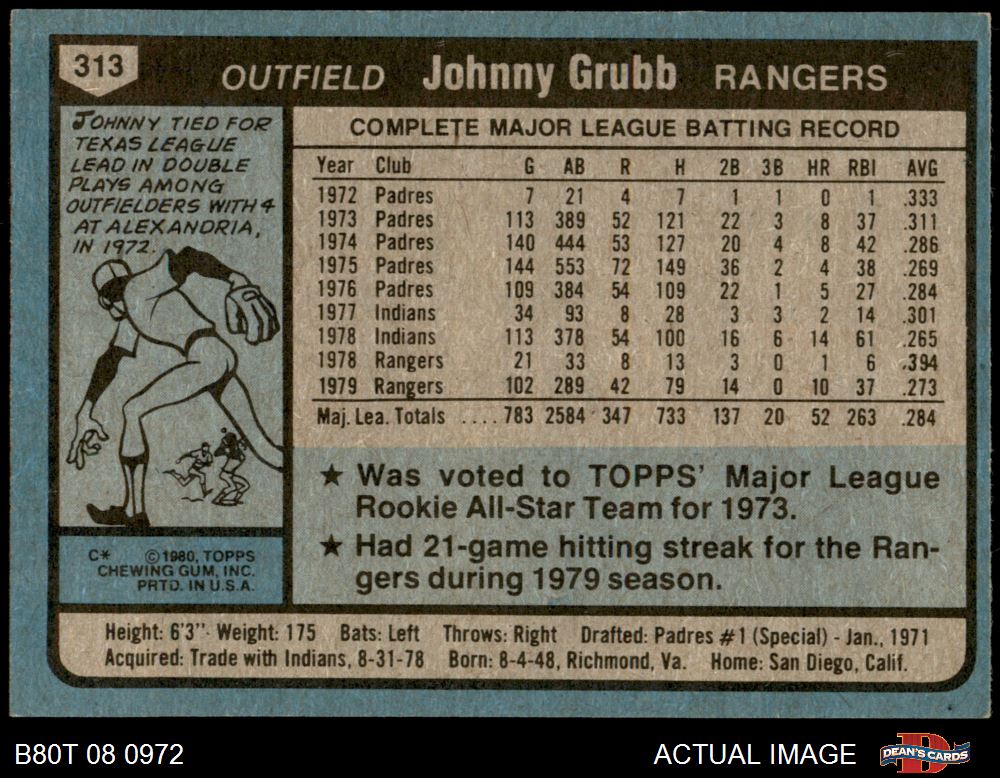 313
OUTFIELD Johnny Grubb RANGERS
JOHNNY TIED FOR
TEXAS LEAGUE
LEAD IN DOUBLE
PLAYS AMONG
OUTFIELDERS WITH 4
AT ALEXANDRIA,
IN 1972.
COMPLETE MAJOR LEAGUE BATTING RECORD
Year Club G AB R H 2B 3B HR RBI AVG
1972 Padres 7 21 4 7 1 1 0 1 .333
1973 Padres 113 389 52 121 22 3 8 37 .311
1974 Padres 140 444 53 127 20 4 8 42 .286
1975 Padres 144 553 72 149 36 2 4 38 .269
1976 Padres 109 384 54 109 22 1 5 27 .284
1977 Indians 34 93 8 28 3 3 2 14 .301
1978 Indians 113 378 54 100 16 6 14 61 .265
1978 Rangers 21 33 8 13 3 0 1 6 .394
1979 Rangers 102 289 42 79 14 0 10 37 .273
Maj. Lea. Totals ....783 2584 347 733 137 20 52 263 .284
★ Was voted to TOPPS' Major League
Rookie All-Star Team for 1973.
★ Had 21-game hitting streak for the Ran-
gers during 1979 season.
C* ©1980, TOPPS
CHEWING GUM, INC.
PRTD. IN U.S.A.
Height: 6'3" Weight: 175 Bats: Left Throws: Right Drafted: Padres #1 (Special) - Jan., 1971
Acquired: Trade with Indians, 8-31-78 Born: 8-4-48, Richmond, Va. Home: San Diego, Calif.
B80T 08 0972
ACTUAL IMAGE
DEAN'S CARDS